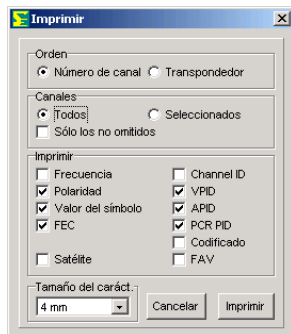 Imprimir
Orden
Número de canal Transpondedor
Canales
Todos Seleccionados
Sólo los no omitidos
Imprimir
Frecuencia Channel ID
Polaridad VPID
Valor del símbolo APID
FEC PCR PID
Codificado
Satélite FAV
Tamaño del caráct.
4 mm Cancelar Imprimir